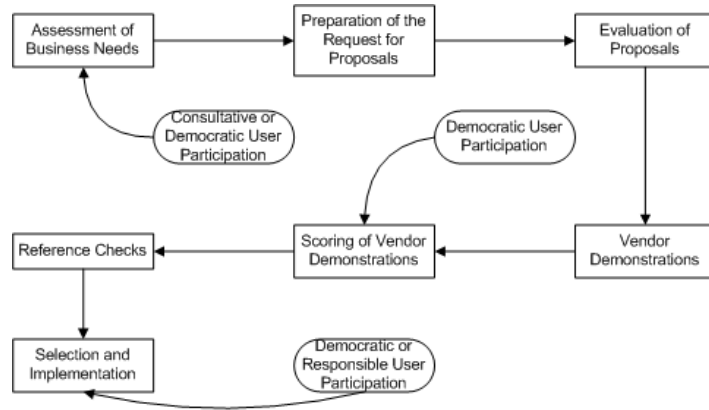 Assessment of
Business Needs
Preparation of the
Request for
Proposals
Evaluation of
Proposals
Consultative or
Democratic User
Participation
Democratic User
Participation
Reference Checks
Scoring of Vendor
Demonstrations
Vendor
Demonstrations
Selection and
Implementation
Democratic or
Responsible User
Participation